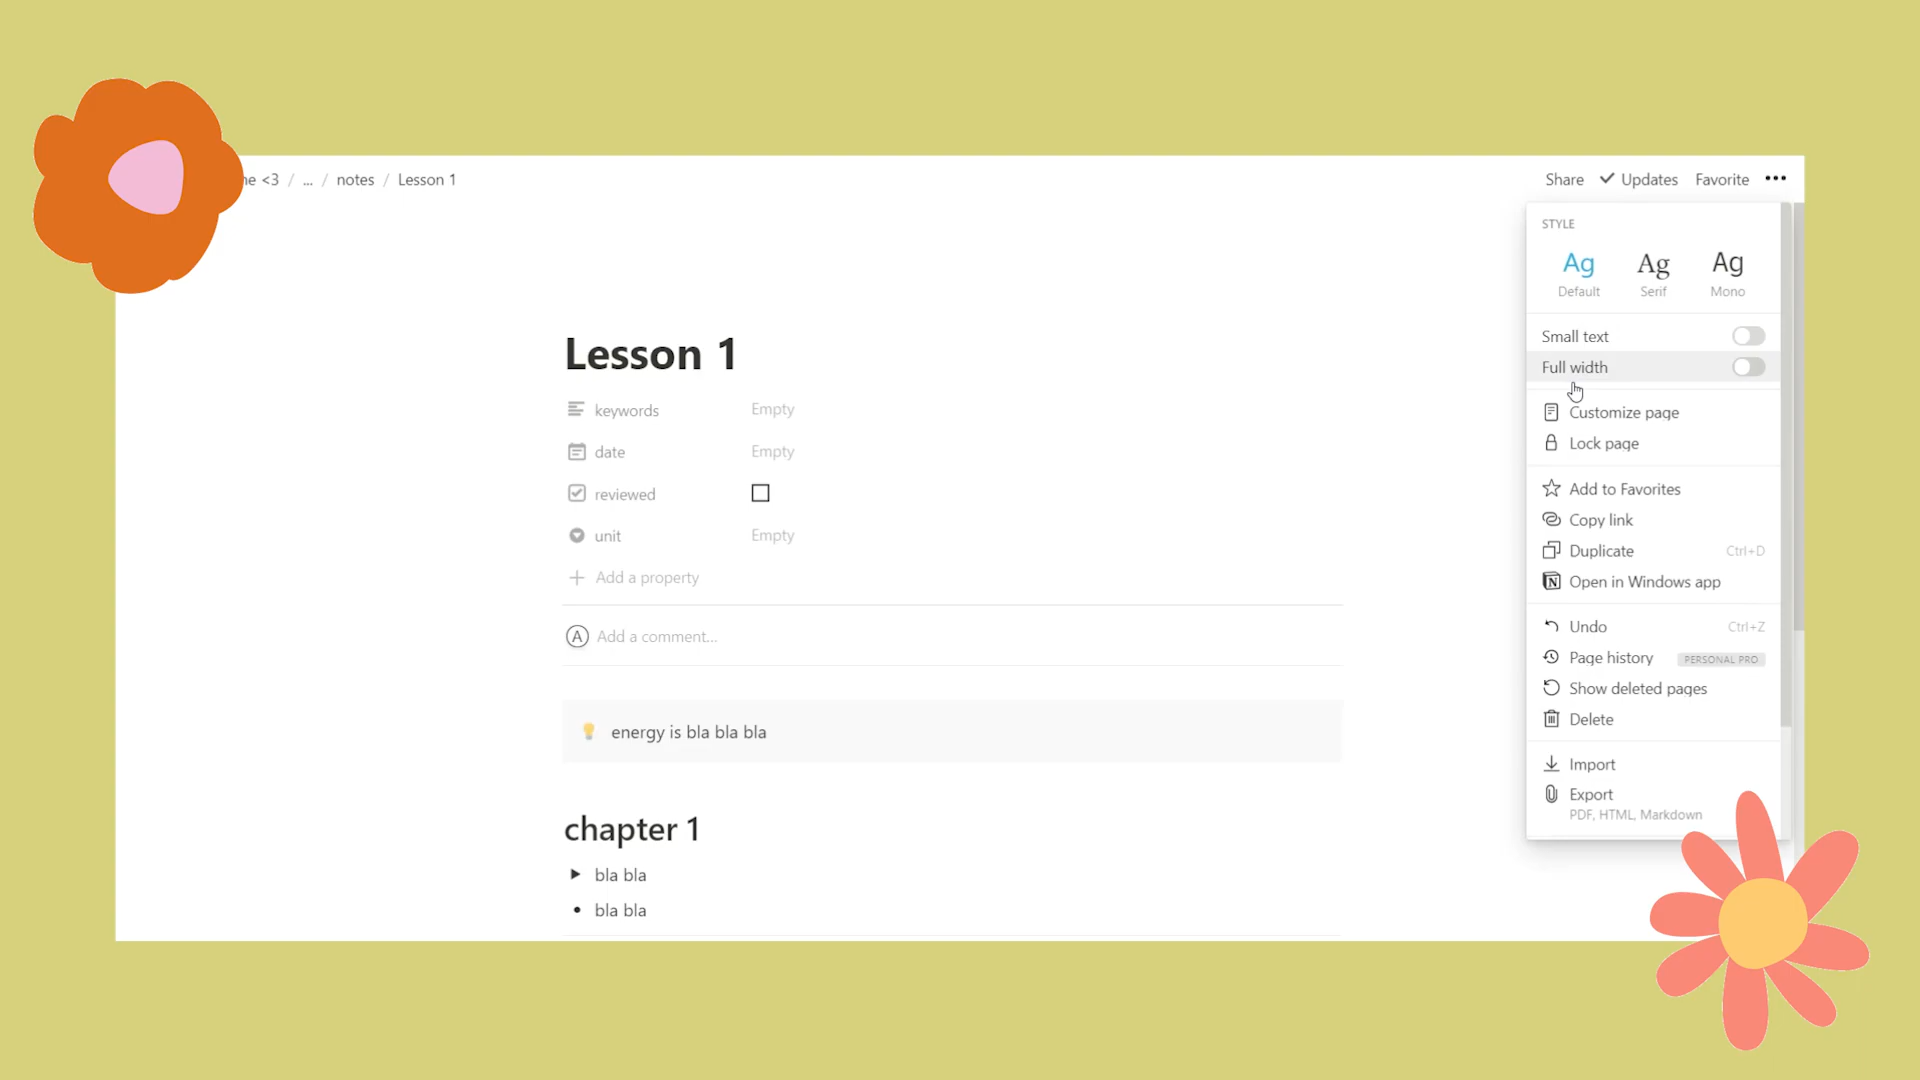 <3 / ... / notes / Lesson 1
Share Updates Favorite •••
STYLE
Ag Ag Ag
Default Serif Mono
Small text
Full width
Customize page
Lock page
Add to Favorites
Copy link
Duplicate Ctrl+D
Open in Windows app
Undo Ctrl+Z
Page history PERSONAL PRO
Show deleted pages
Delete
Import
Export
PDF, HTML, Markdown
Lesson 1
keywords Empty
date Empty
reviewed
unit Empty
+ Add a property
A Add a comment...
energy is bla bla bla
chapter 1
bla bla
• bla bla